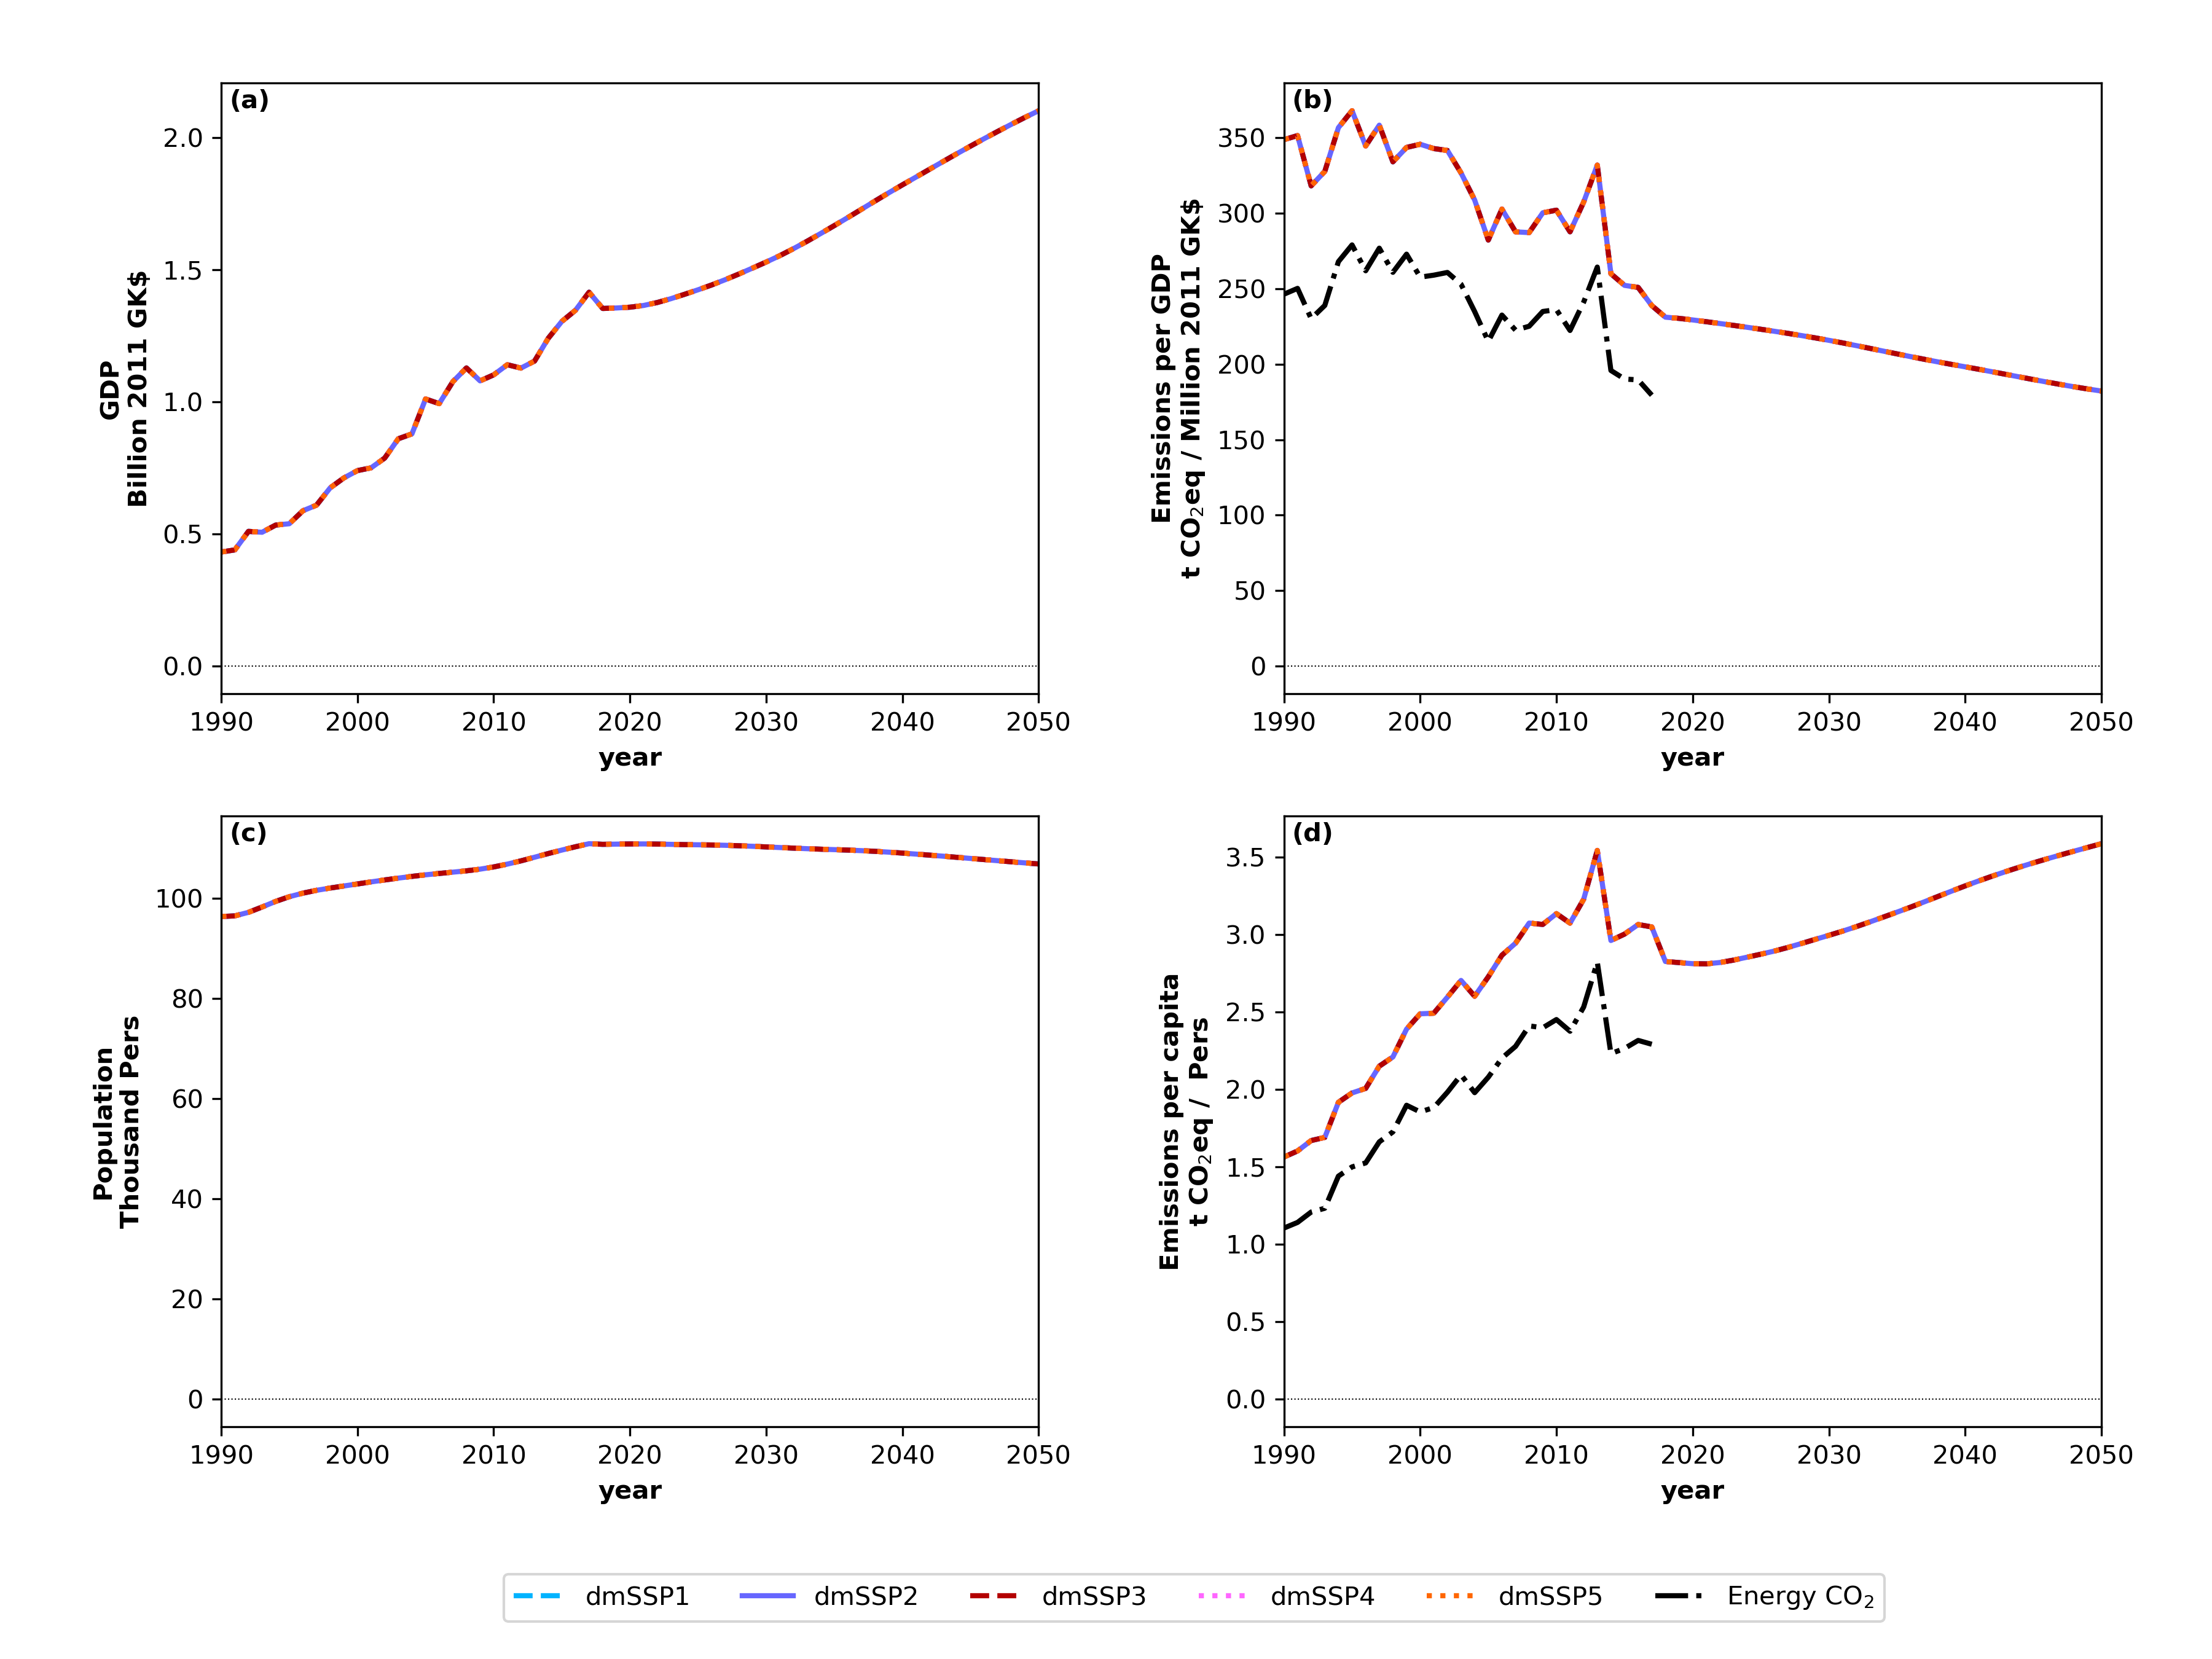 (a)
GDP
Billion 2011 GK$
2.0
1.5
1.0
0.5
0.0
1990 2000 2010 2020 2030 2040 2050
year
(b)
Emissions per GDP
t CO₂eq / Million 2011 GK$
350
300
250
200
150
100
50
0
1990 2000 2010 2020 2030 2040 2050
year
(c)
Population
Thousand Pers
100
80
60
40
20
0
1990 2000 2010 2020 2030 2040 2050
year
(d)
Emissions per capita
t CO₂eq / Pers
3.5
3.0
2.5
2.0
1.5
1.0
0.5
0.0
1990 2000 2010 2020 2030 2040 2050
year
dmSSP1 dmSSP2 dmSSP3 dmSSP4 dmSSP5 Energy CO₂